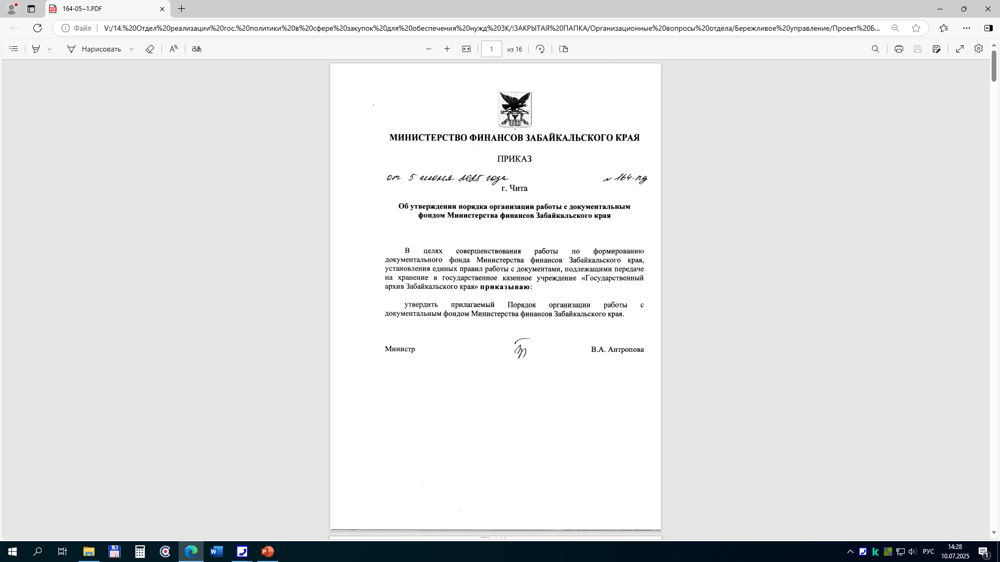 164-05~1.PDF
Файл
V:/14.%20Отдел%20реализации%20гос.%20политики%20в%20сфере%20закупок%20для%20обеспечения%20нужд%20ЗК/!ЗАКРЫТАЯ%20ПАПКА/Организационные%20вопросы%20отдела/Бережливое%20управление/Проект%20Б...
Нарисовать
аあ
1
из 16
МИНИСТЕРСТВО ФИНАНСОВ ЗАБАЙКАЛЬСКОГО КРАЯ
ПРИКАЗ
от 5 июня 2025 года
№ 164-пд
г. Чита
Об утверждении порядка организации работы с документальным
фондом Министерства финансов Забайкальского края
В целях совершенствования работы по формированию
документального фонда Министерства финансов Забайкальского края,
установления единых правил работы с документами, подлежащими передаче
на хранение в государственное казенное учреждение «Государственный
архив Забайкальского края» приказываю:
утвердить прилагаемый Порядок организации работы с
документальным фондом Министерства финансов Забайкальского края.
Министр
В.А. Антропова
РУС
14:28
10.07.2025
1